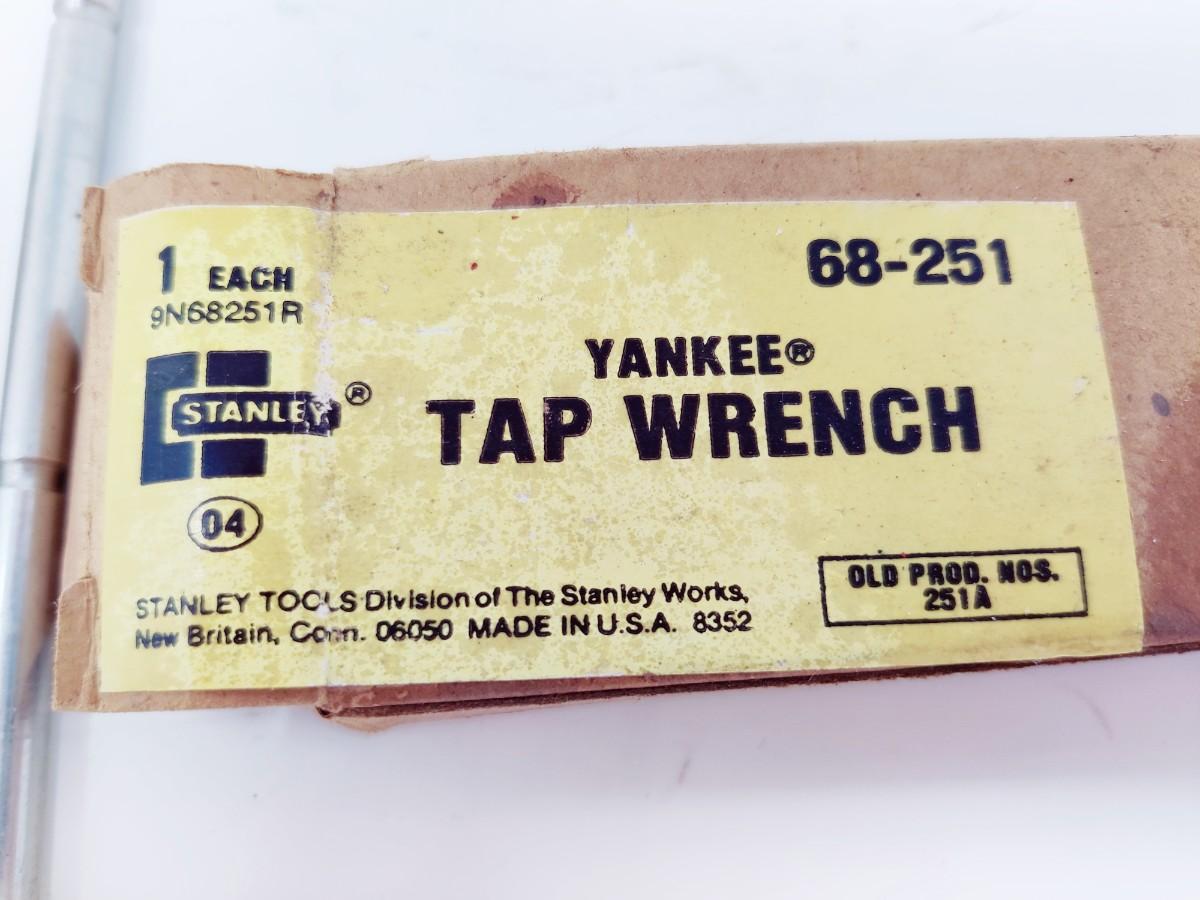 1 EACH
9N68251R
68-251
STANLEY®
YANKEE®
TAP WRENCH
04
STANLEY TOOLS Division of The Stanley Works,
New Britain, Conn. 06050 MADE IN U.S.A. 8352
OLD PROD. NOS.
251A